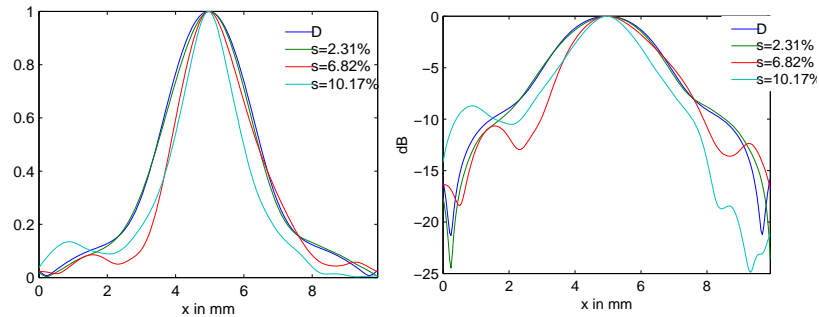 1
0.8
0.6
0.4
0.2
0
0 2 4 6 8
x in mm
D
s=2.31%
s=6.82%
s=10.17%
0
−5
−10
−15
−20
−25
dB
0 2 4 6 8
x in mm
D
s=2.31%
s=6.82%
s=10.17%